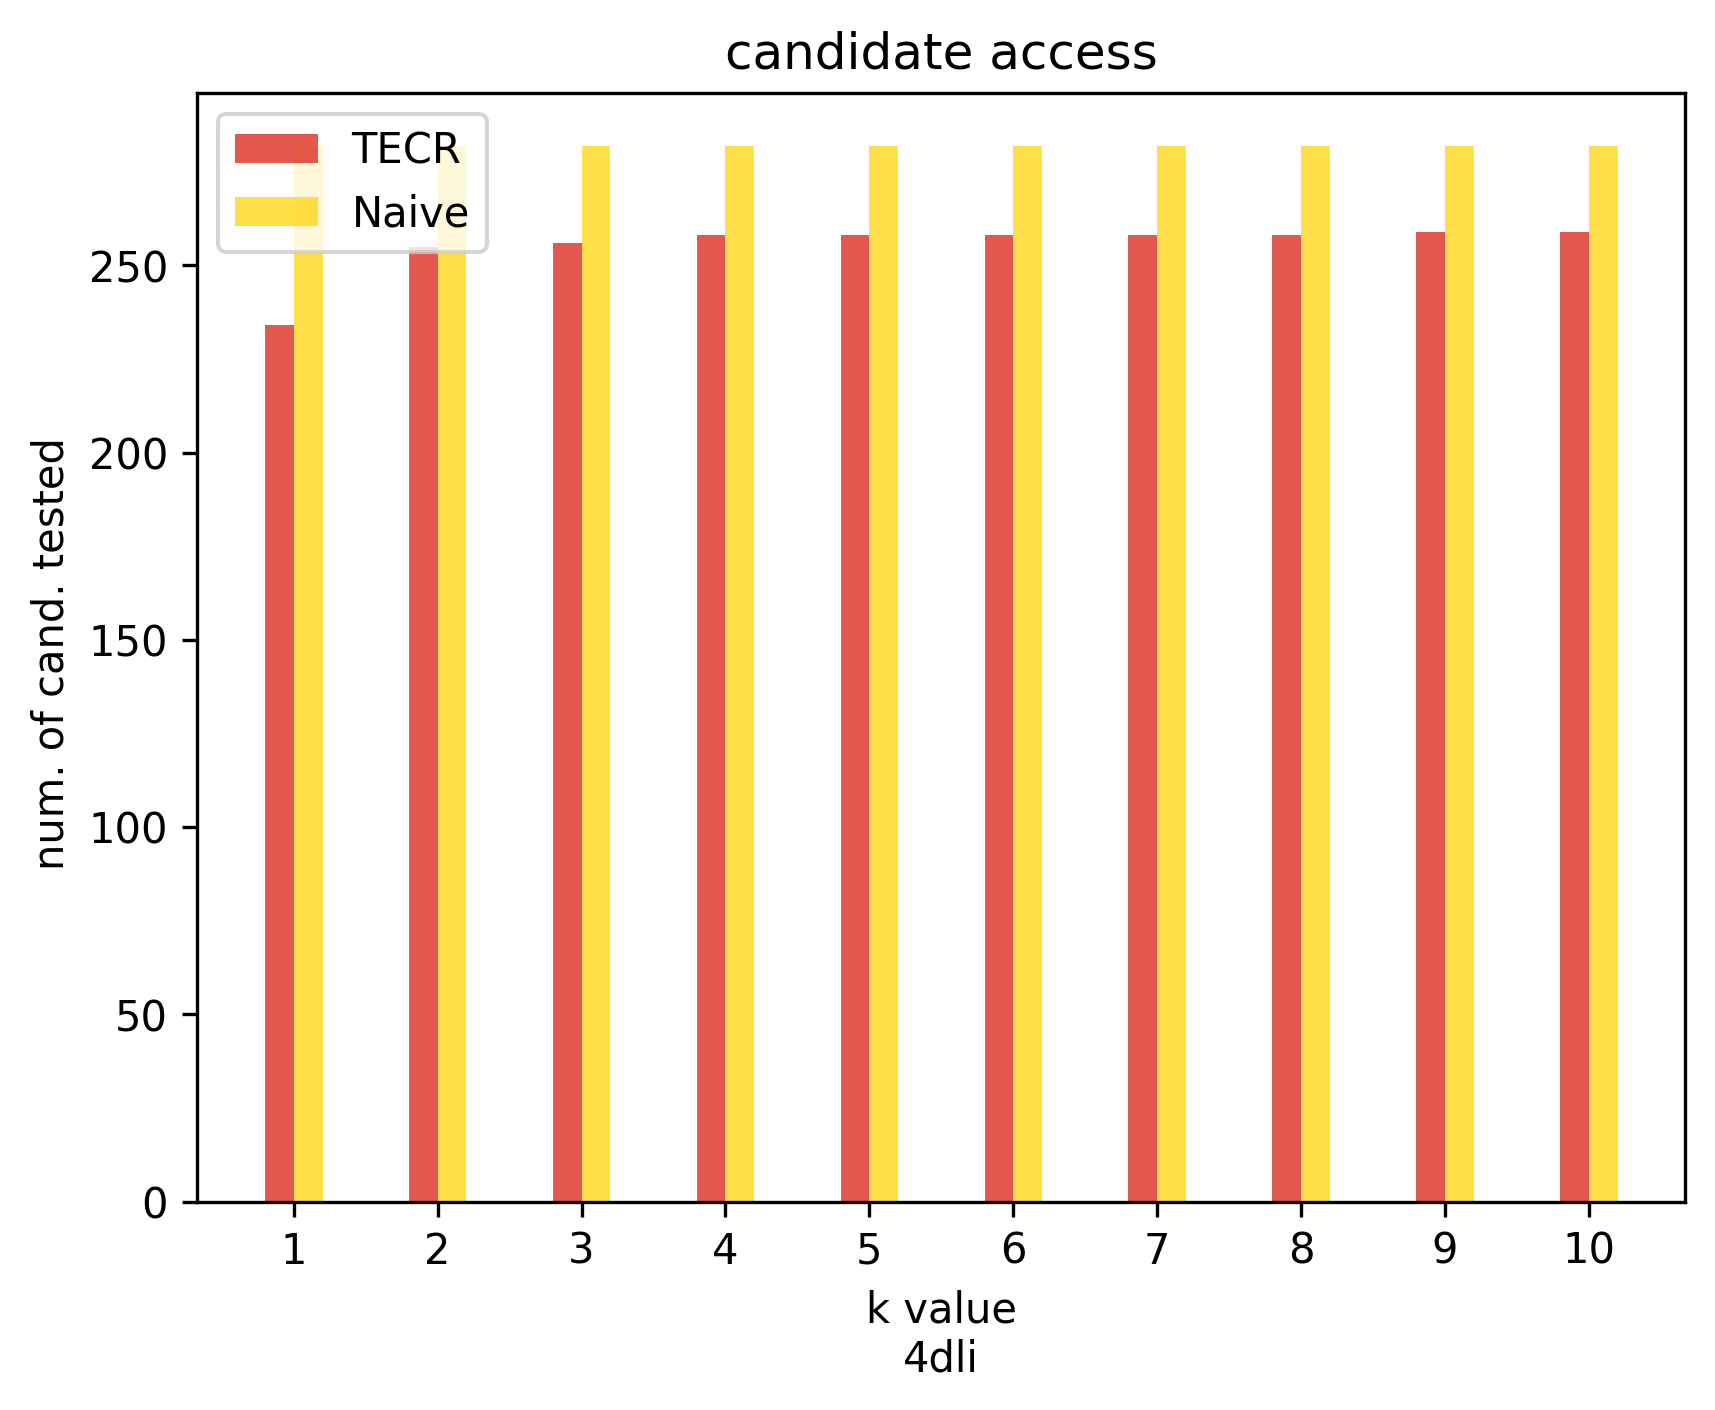 candidate access
TECR
Naive
num. of cand. tested
250
200
150
100
50
0
1 2 3 4 5 6 7 8 9 10
k value
4dli